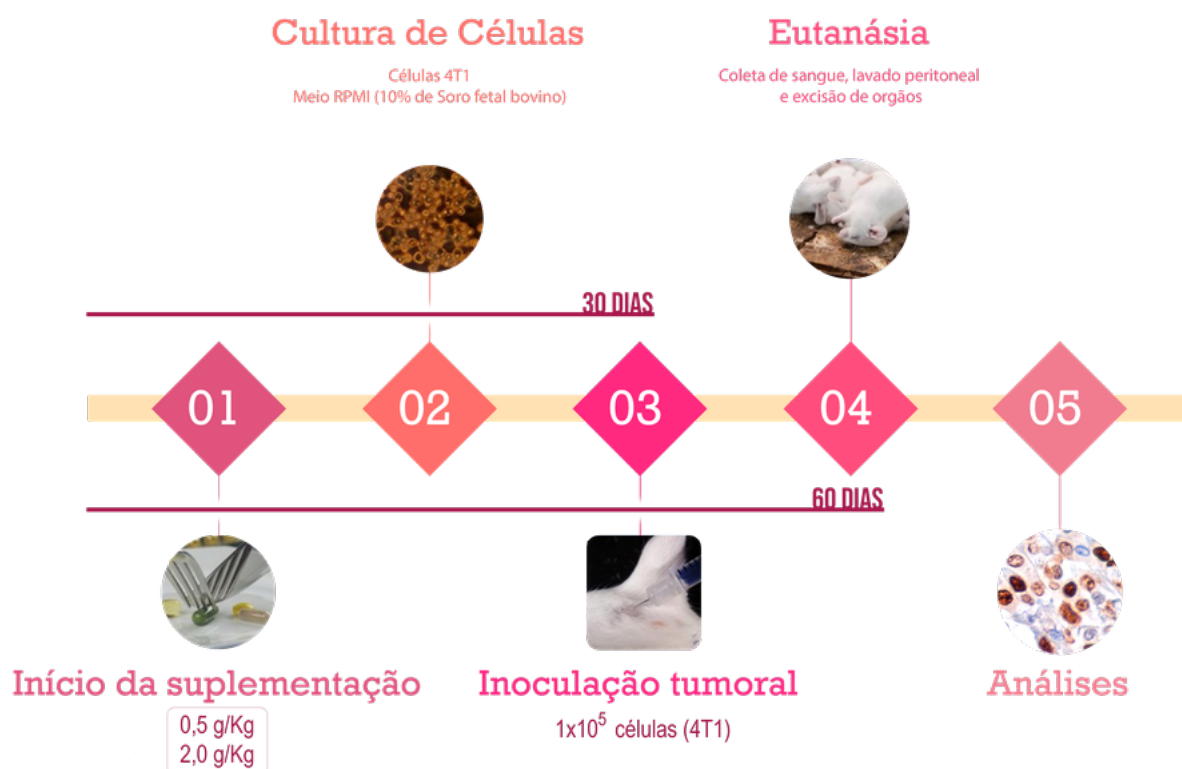 Cultura de Células
Células 4T1
Meio RPMI (10% de Soro fetal bovino)
Eutanásia
Coleta de sangue, lavado peritoneal
e excisão de orgãos
30 DIAS
01
02
03
04
05
60 DIAS
Início da suplementação
0,5 g/Kg
2,0 g/Kg
Inoculação tumoral
1x10⁵ células (4T1)
Análises